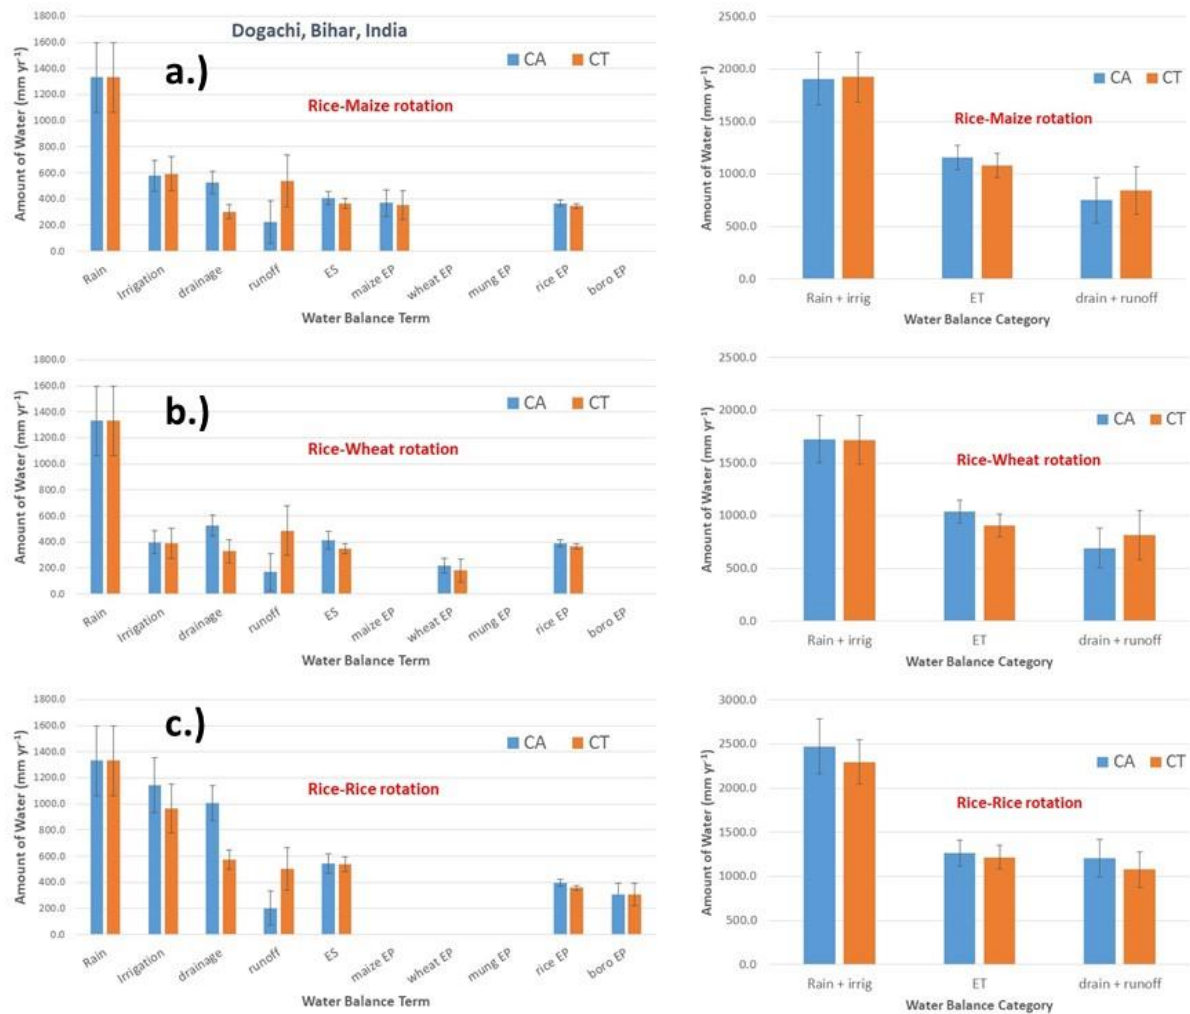 Dogachi, Bihar, India
a.)
CA CT
Rice-Maize rotation
Amount of Water (mm yr⁻¹)
1800.0
1600.0
1400.0
1200.0
1000.0
800.0
600.0
400.0
200.0
0.0
Rain Irrigation drainage runoff ES maize EP wheat EP mung EP rice EP boro EP
Water Balance Term
CA CT
Rice-Maize rotation
Amount of Water (mm yr⁻¹)
2500.0
2000.0
1500.0
1000.0
500.0
0.0
Rain + irrig ET drain + runoff
Water Balance Category
b.)
CA CT
Rice-Wheat rotation
Amount of Water (mm yr⁻¹)
1800.0
1600.0
1400.0
1200.0
1000.0
800.0
600.0
400.0
200.0
0.0
Rain Irrigation drainage runoff ES maize EP wheat EP mung EP rice EP boro EP
Water Balance Term
CA CT
Rice-Wheat rotation
Amount of Water (mm yr⁻¹)
2500.0
2000.0
1500.0
1000.0
500.0
0.0
Rain + irrig ET drain + runoff
Water Balance Category
c.)
CA CT
Rice-Rice rotation
Amount of Water (mm yr⁻¹)
1800.0
1600.0
1400.0
1200.0
1000.0
800.0
600.0
400.0
200.0
0.0
Rain Irrigation drainage runoff ES maize EP wheat EP mung EP rice EP boro EP
Water Balance Term
CA CT
Rice-Rice rotation
Amount of Water (mm yr⁻¹)
3000.0
2500.0
2000.0
1500.0
1000.0
500.0
0.0
Rain + irrig ET drain + runoff
Water Balance Category